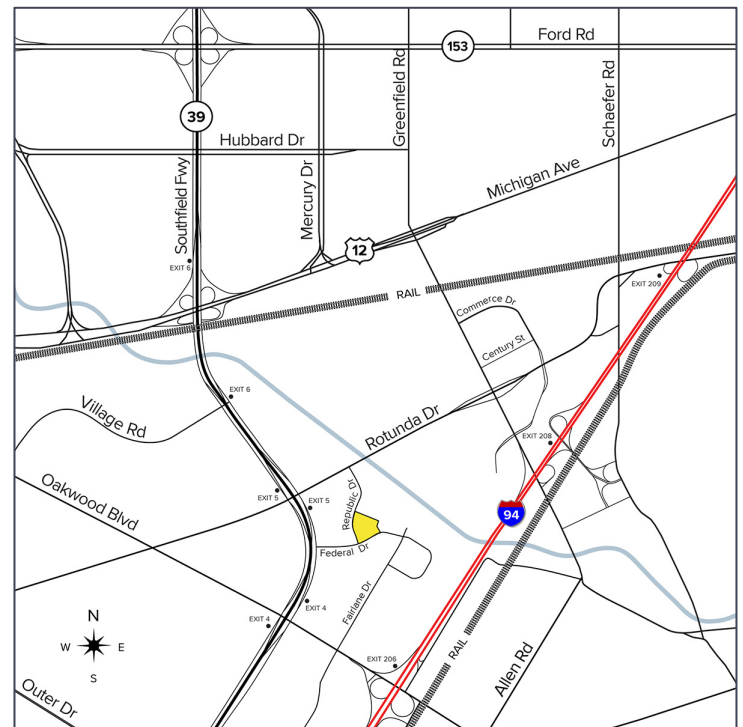 Ford Rd
153
Greenfield Rd
Schaefer Rd
39
Hubbard Dr
Southfield Fwy
Mercury Dr
Michigan Ave
12
EXIT 6
RAIL
EXIT 209
Commerce Dr
Century St
EXIT 6
Village Rd
Rotunda Dr
EXIT 208
Oakwood Blvd
EXIT 5
EXIT 5
Republic Dr
94
Federal Dr
Fairlane Dr
EXIT 4
EXIT 4
N
W
E
S
RAIL
EXIT 206
Allen Rd
Outer Dr